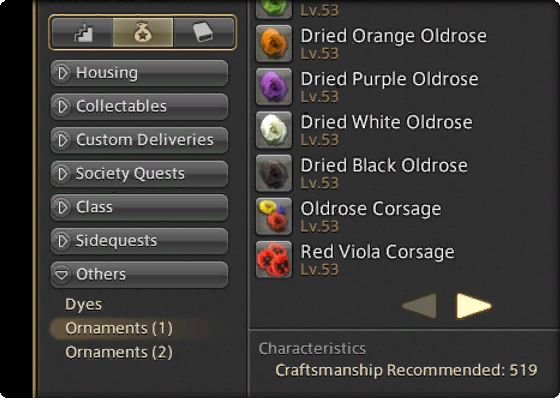 Housing
Collectables
Custom Deliveries
Society Quests
Class
Sidequests
Others
Dyes
Ornaments (1)
Ornaments (2)
Lv.53
Dried Orange Oldrose
Lv.53
Dried Purple Oldrose
Lv.53
Dried White Oldrose
Lv.53
Dried Black Oldrose
Lv.53
Oldrose Corsage
Lv.53
Red Viola Corsage
Lv.53
Characteristics
Craftsmanship Recommended: 519